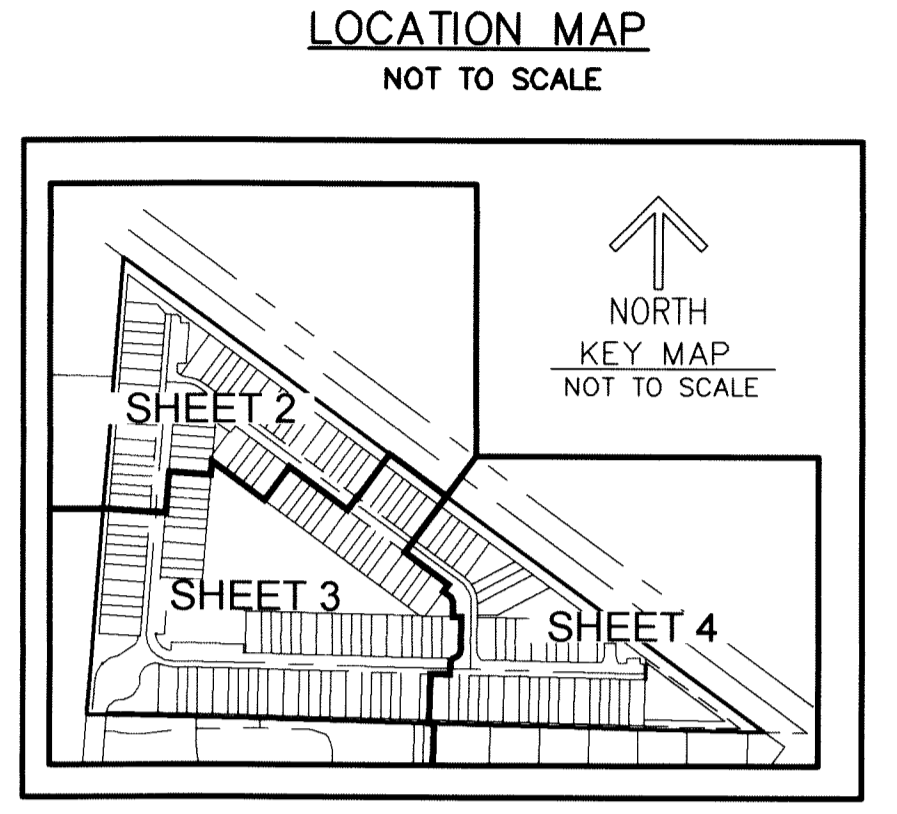 LOCATION MAP
NOT TO SCALE
NORTH
KEY MAP
NOT TO SCALE
SHEET 2
SHEET 3
SHEET 4